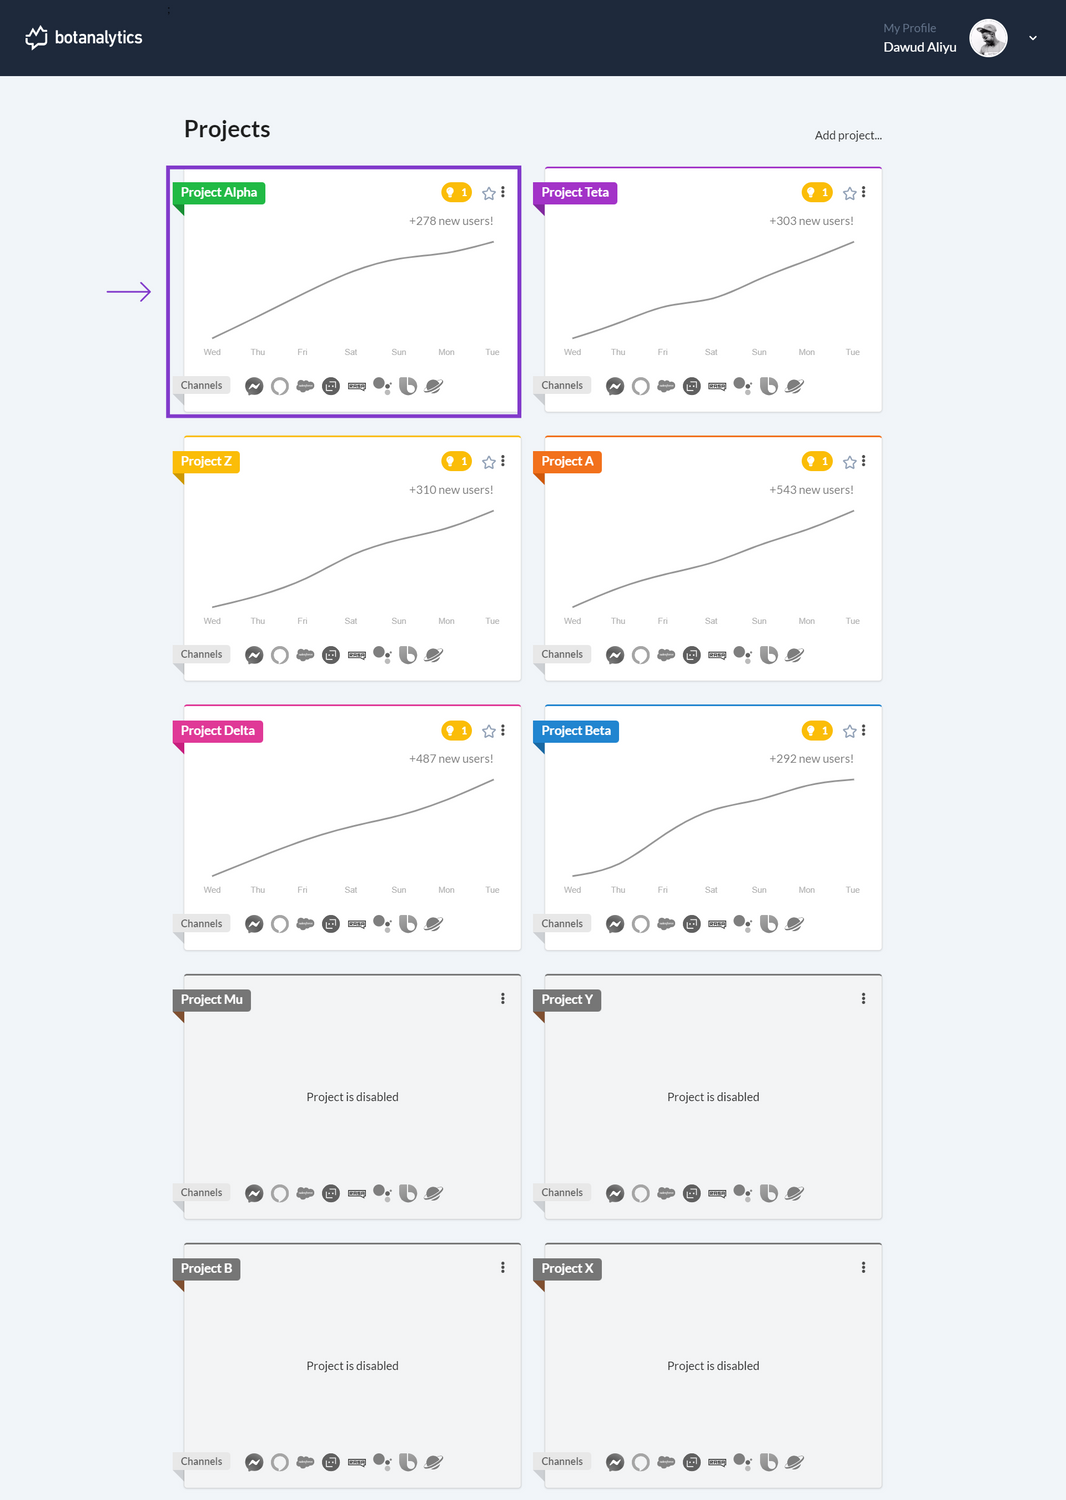 :
botanalytics
My Profile
Dawud Aliyu
Projects
Add project...
Project Alpha
1
+278 new users!
Wed Thu Fri Sat Sun Mon Tue
Channels
Project Teta
1
+303 new users!
Wed Thu Fri Sat Sun Mon Tue
Channels
Project Z
1
+310 new users!
Wed Thu Fri Sat Sun Mon Tue
Channels
Project A
1
+543 new users!
Wed Thu Fri Sat Sun Mon Tue
Channels
Project Delta
1
+487 new users!
Wed Thu Fri Sat Sun Mon Tue
Channels
Project Beta
1
+292 new users!
Wed Thu Fri Sat Sun Mon Tue
Channels
Project Mu
Project is disabled
Channels
Project Y
Project is disabled
Channels
Project B
Project is disabled
Channels
Project X
Project is disabled
Channels